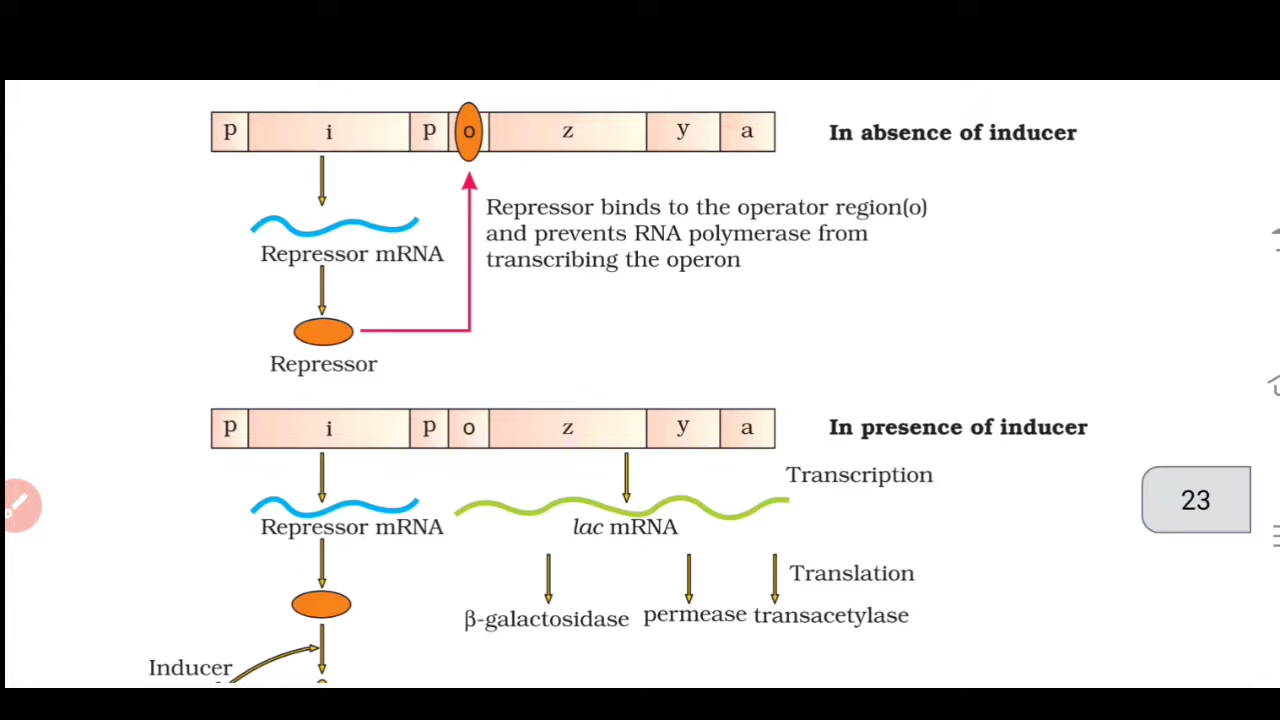 p i p o z y a
In absence of inducer
Repressor binds to the operator region(o)
and prevents RNA polymerase from
transcribing the operon
Repressor mRNA
Repressor
p i p o z y a
In presence of inducer
Transcription
Repressor mRNA
lac mRNA
Translation
β-galactosidase permease transacetylase
Inducer
23